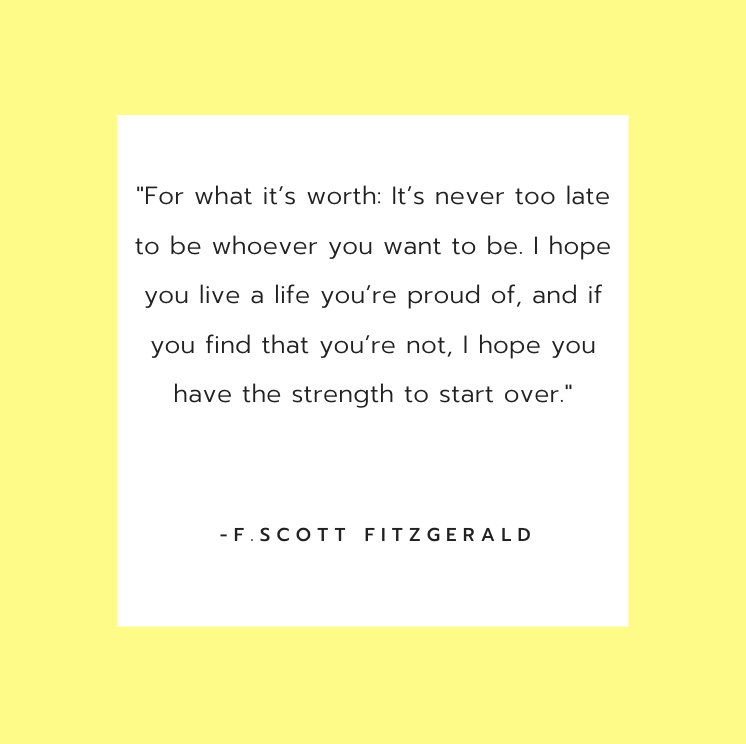 "For what it’s worth: It’s never too late
to be whoever you want to be. I hope
you live a life you’re proud of, and if
you find that you’re not, I hope you
have the strength to start over."
-F.SCOTT FITZGERALD